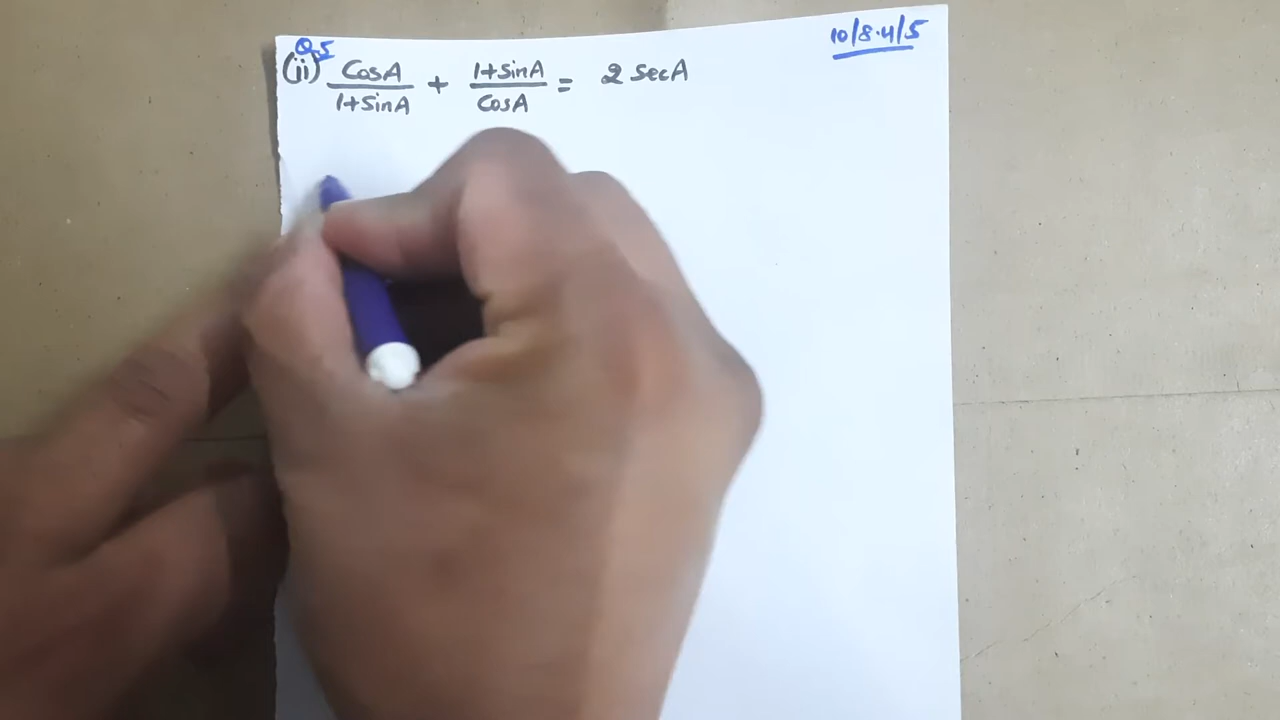 10/8.4/5
Q.5
(ii) CosA/1+SinA + 1+SinA/CosA = 2 SecA